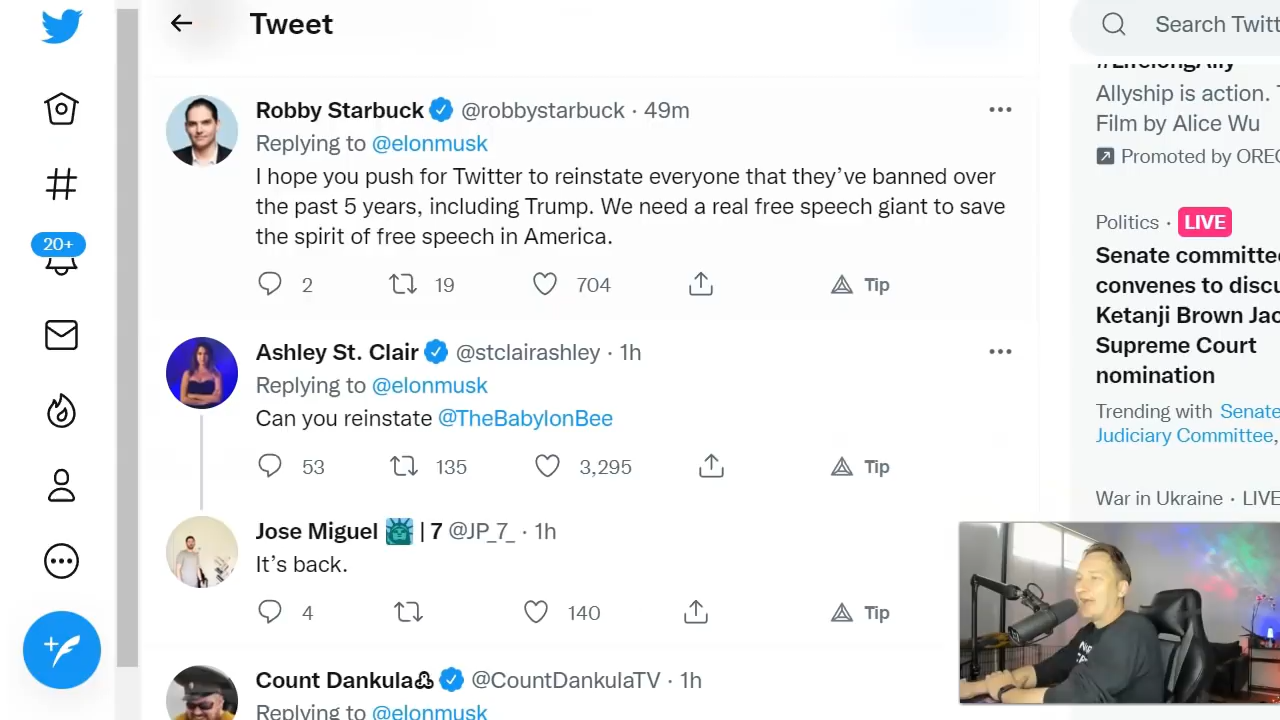 Tweet
Search Twitt
Robby Starbuck @robbystarbuck · 49m
Replying to @elonmusk
I hope you push for Twitter to reinstate everyone that they’ve banned over
the past 5 years, including Trump. We need a real free speech giant to save
the spirit of free speech in America.
2 19 704 Tip
20+
Ashley St. Clair @stclairashley · 1h
Replying to @elonmusk
Can you reinstate @TheBabylonBee
53 135 3,295 Tip
Jose Miguel | 7 @JP_7_ · 1h
It’s back.
4 140 Tip
Count Dankula @CountDankulaTV · 1h
Replying to @elonmusk
#LifelongAlly
Allyship is action. T
Film by Alice Wu
Promoted by OREO
Politics · LIVE
Senate committee
convenes to discu
Ketanji Brown Jac
Supreme Court
nomination
Trending with Senate
Judiciary Committee,
War in Ukraine · LIVE